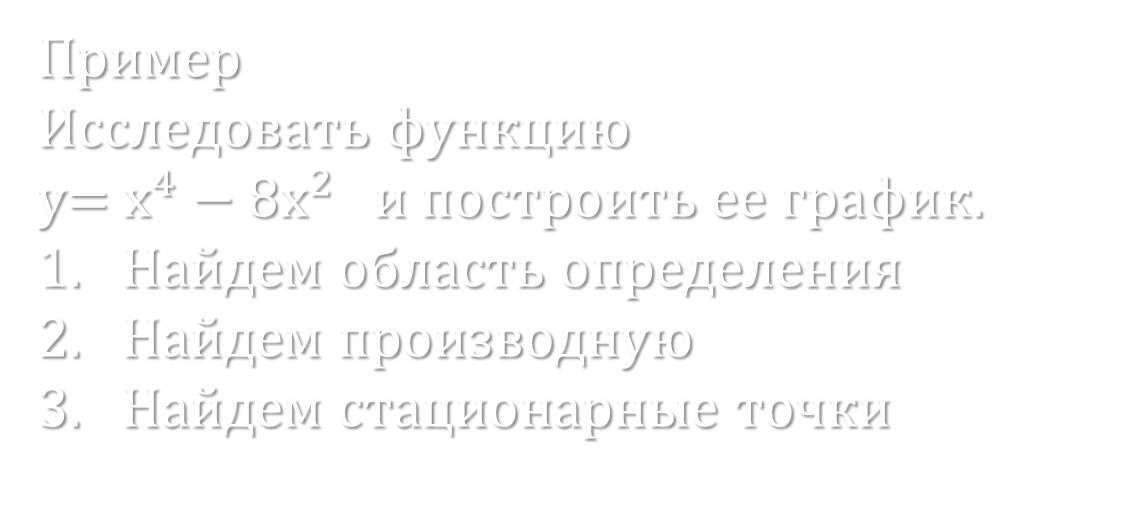 Пример
Исследовать функцию
y= x⁴ − 8x² и построить ее график.
1. Найдем область определения
2. Найдем производную
3. Найдем стационарные точки